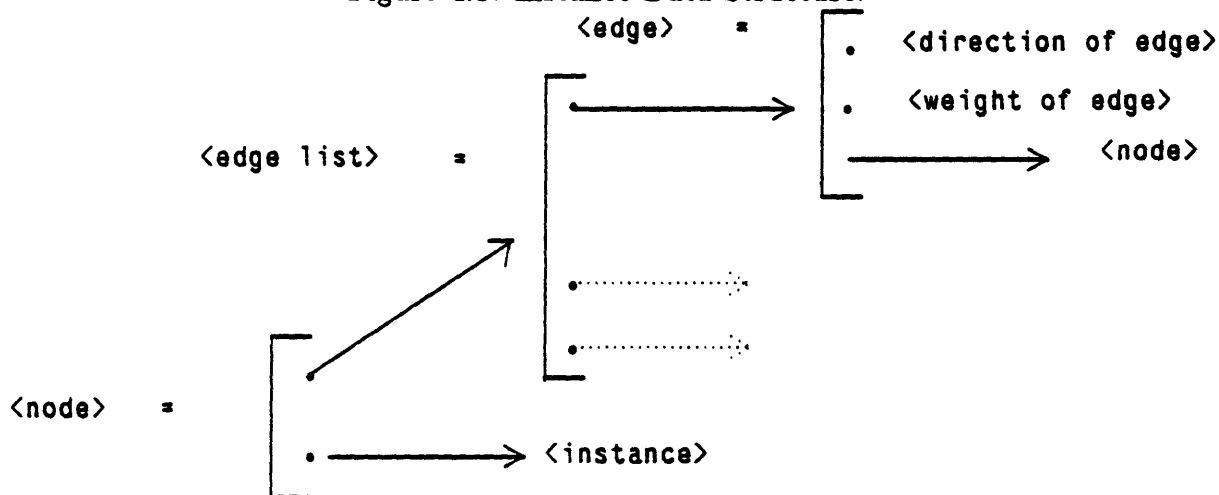 <edge> =
<direction of edge>
<weight of edge>
<edge list> =
<node>
<node> =
<instance>